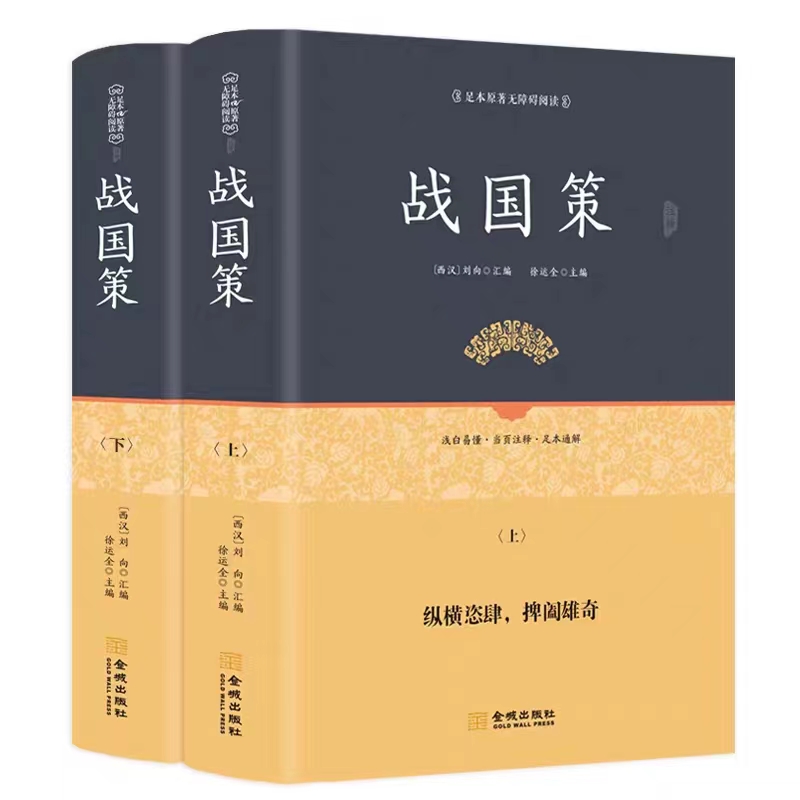 足本原著
无障碍阅读
战国策
〈下〉
[西汉]刘 向◎汇编
徐运全◎主编
金城出版社
GOLD WALL PRESS
足本原著
无障碍阅读
战国策
〈上〉
[西汉]刘 向◎汇编
徐运全◎主编
金城出版社
GOLD WALL PRESS
足本原著无障碍阅读
战国策
[西汉]刘向◎汇编 徐运全◎主编
浅白易懂·当页注释·足本通解
〈上〉
纵横恣肆，捭阖雄奇
金城出版社
GOLD WALL PRESS